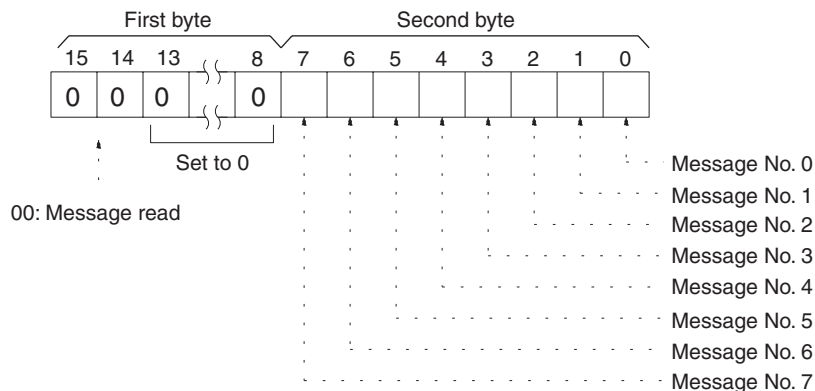 First byte Second byte
15 14 13 8 7 6 5 4 3 2 1 0
0 0 0 0
Set to 0
00: Message read
Message No. 0
Message No. 1
Message No. 2
Message No. 3
Message No. 4
Message No. 5
Message No. 6
Message No. 7